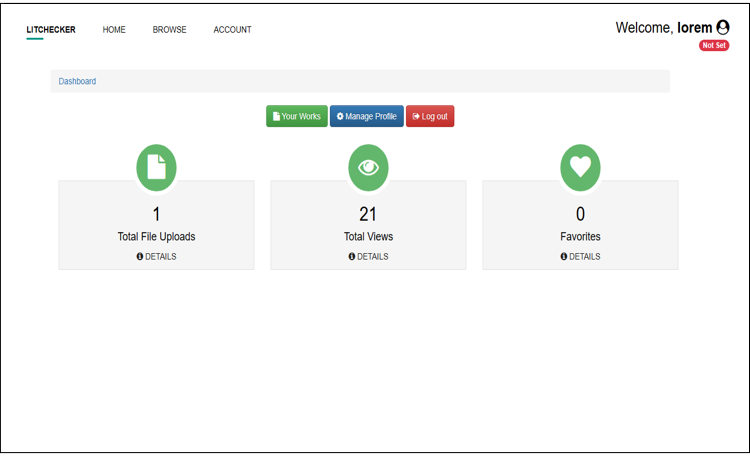 LITCHECKER HOME BROWSE ACCOUNT Welcome, lorem
Not Set
Dashboard
Your Works Manage Profile Log out
1 21 0
Total File Uploads Total Views Favorites
DETAILS DETAILS DETAILS